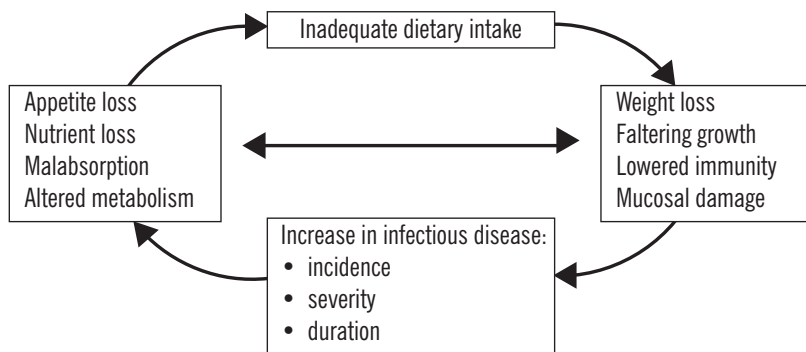 Inadequate dietary intake
Appetite loss
Nutrient loss
Malabsorption
Altered metabolism
Weight loss
Faltering growth
Lowered immunity
Mucosal damage
Increase in infectious disease:
• incidence
• severity
• duration